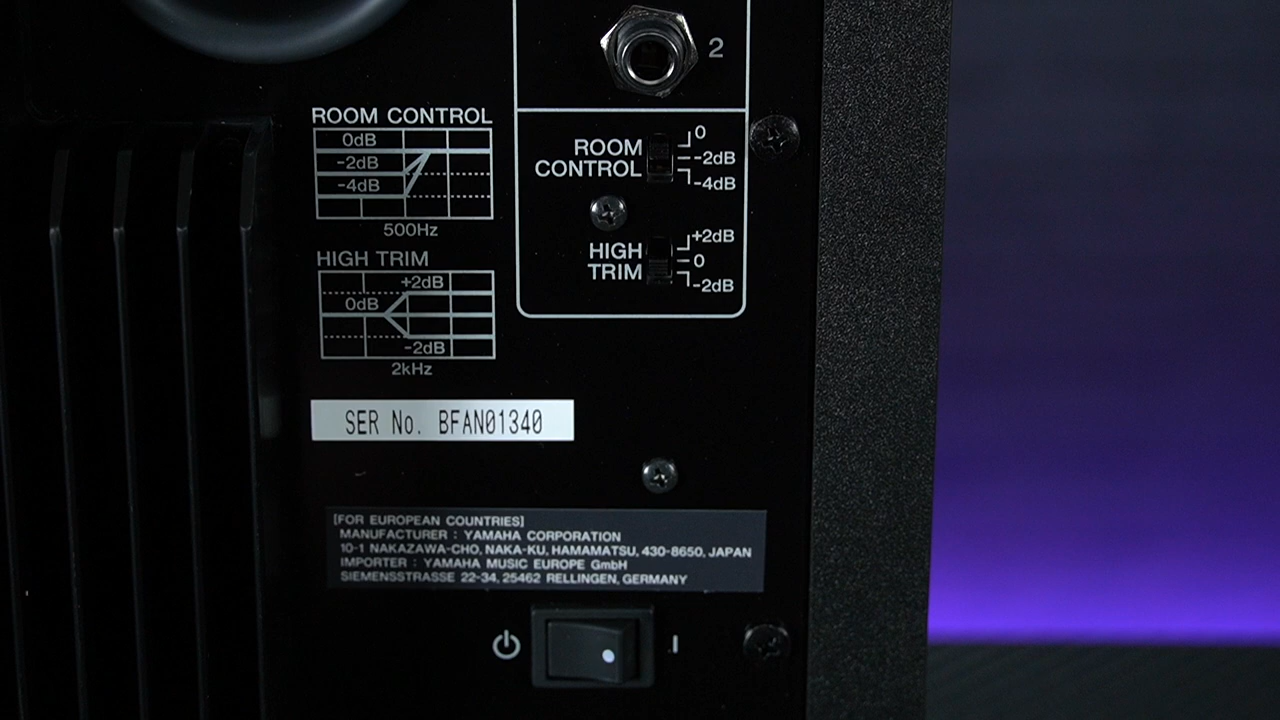 2
ROOM CONTROL
0dB
-2dB
-4dB
500Hz
HIGH TRIM
+2dB
0dB
-2dB
2kHz
ROOM
CONTROL
0
-2dB
-4dB
HIGH
TRIM
+2dB
0
-2dB
SER No. BFAN01340
[FOR EUROPEAN COUNTRIES]
MANUFACTURER : YAMAHA CORPORATION
10-1 NAKAZAWA-CHO, NAKA-KU, HAMAMATSU, 430-8650, JAPAN
IMPORTER : YAMAHA MUSIC EUROPE GmbH
SIEMENSSTRASSE 22-34, 25462 RELLINGEN, GERMANY